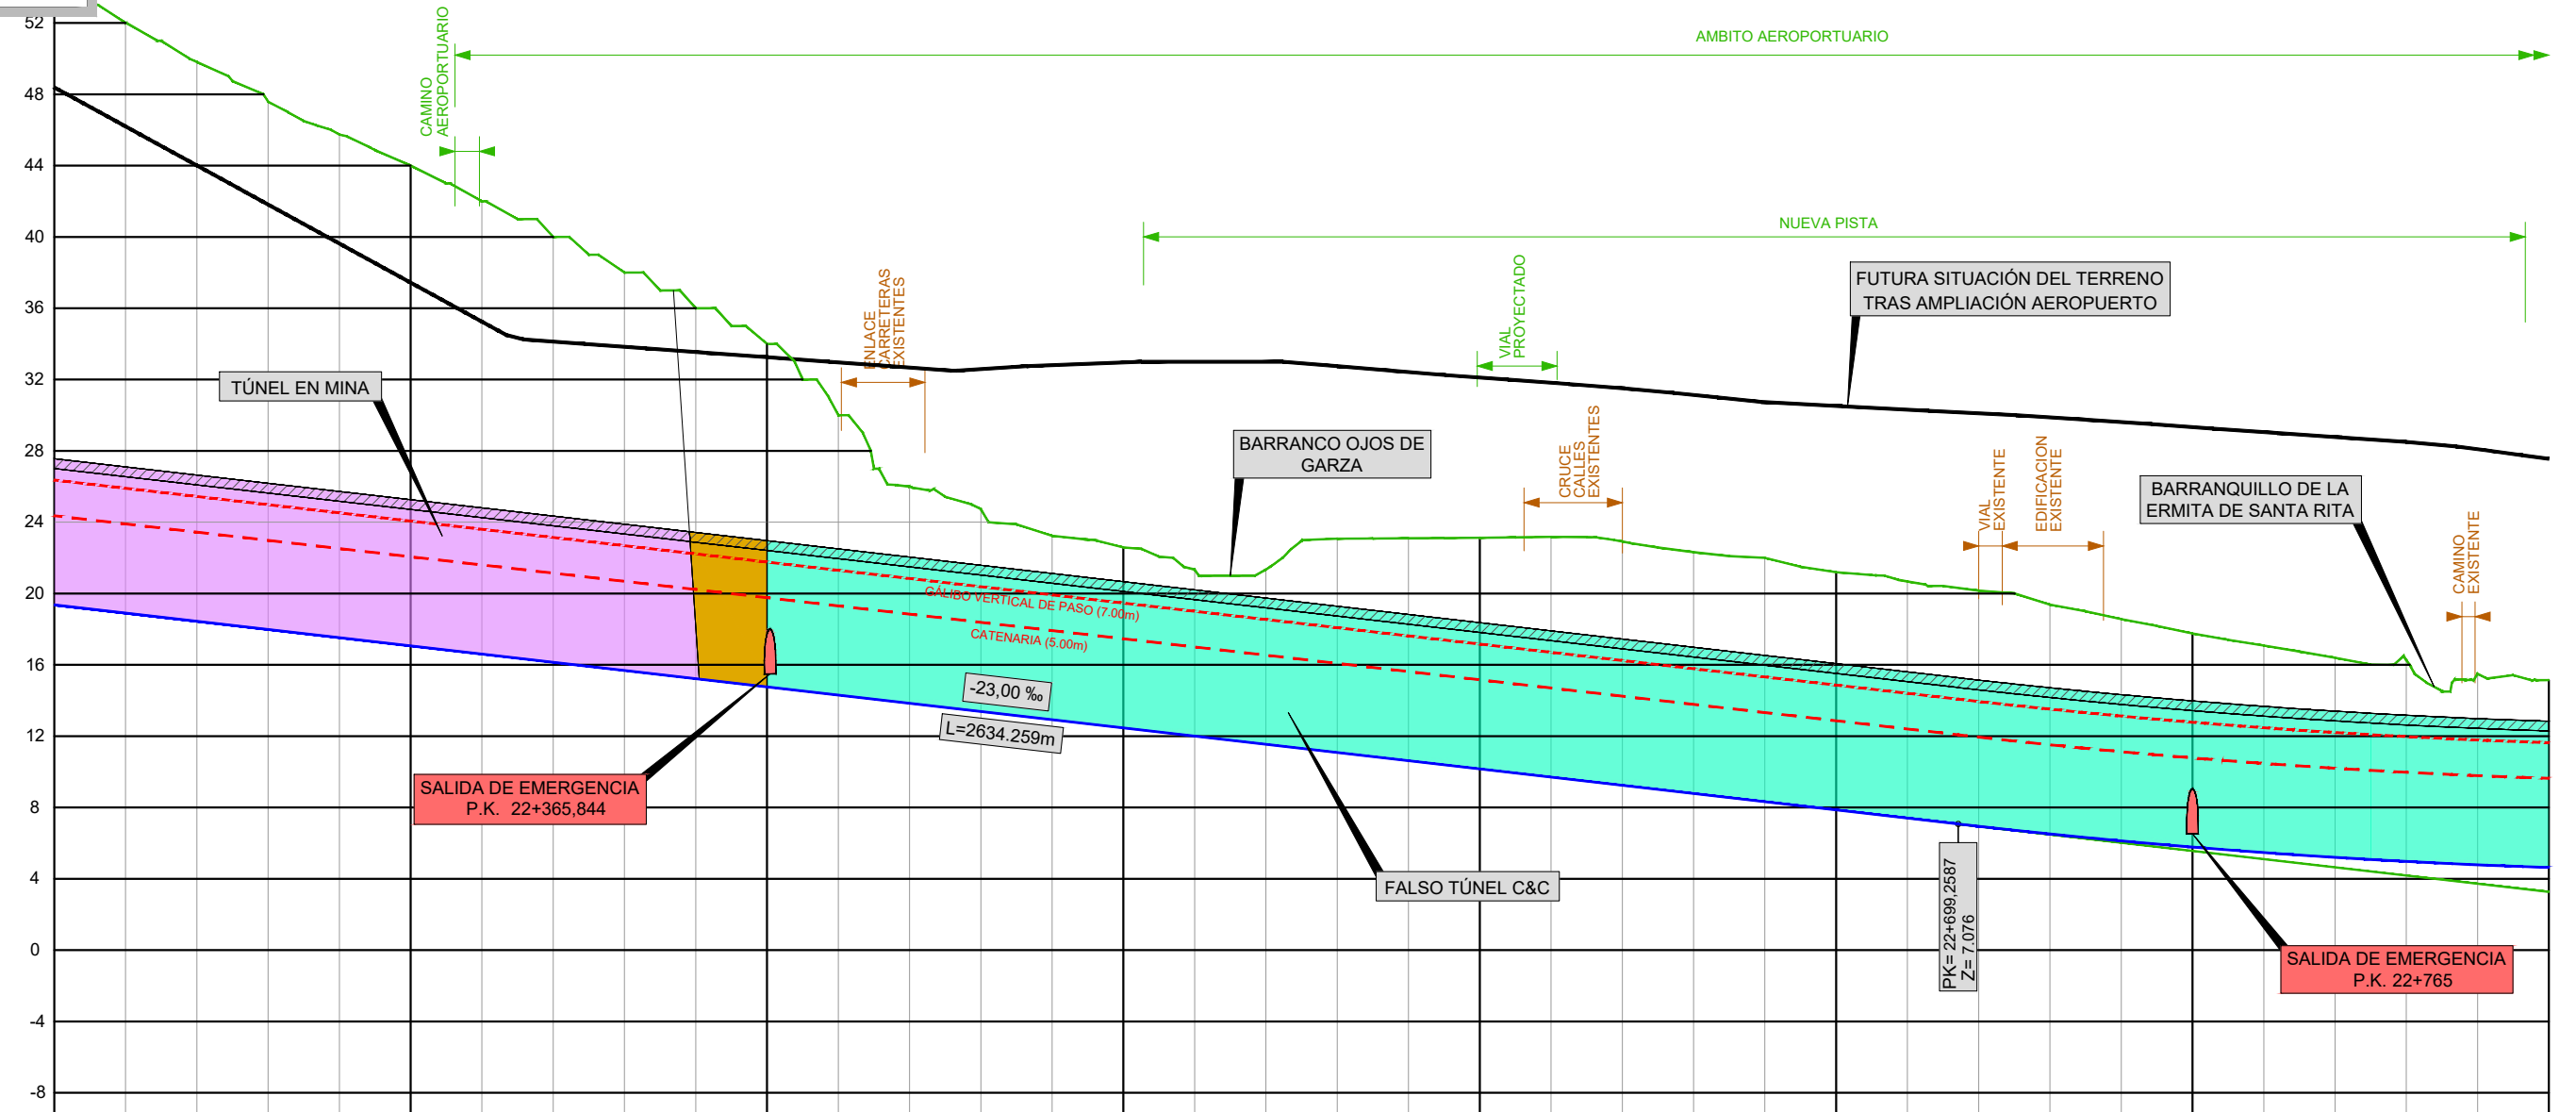 52
48
44
40
36
32
28
24
20
16
12
8
4
0
-4
-8
CAMINO
AEROPORTUARIO
AMBITO AEROPORTUARIO
NUEVA PISTA
ENLACE
CARRETERAS
EXISTENTES
VIAL
PROYECTADO
FUTURA SITUACIÓN DEL TERRENO
TRAS AMPLIACIÓN AEROPUERTO
TÚNEL EN MINA
BARRANCO OJOS DE
GARZA
CRUCE
CALLES
EXISTENTES
VIAL
EXISTENTE
EDIFICACION
EXISTENTE
BARRANQUILLO DE LA
ERMITA DE SANTA RITA
CAMINO
EXISTENTE
GÁLIBO VERTICAL DE PASO (7.00m)
CATENARIA (5.00m)
-23,00 ‰
L=2634.259m
SALIDA DE EMERGENCIA
P.K. 22+365,844
FALSO TÚNEL C&C
PK= 22+699,2587
Z= 7.076
SALIDA DE EMERGENCIA
P.K. 22+765